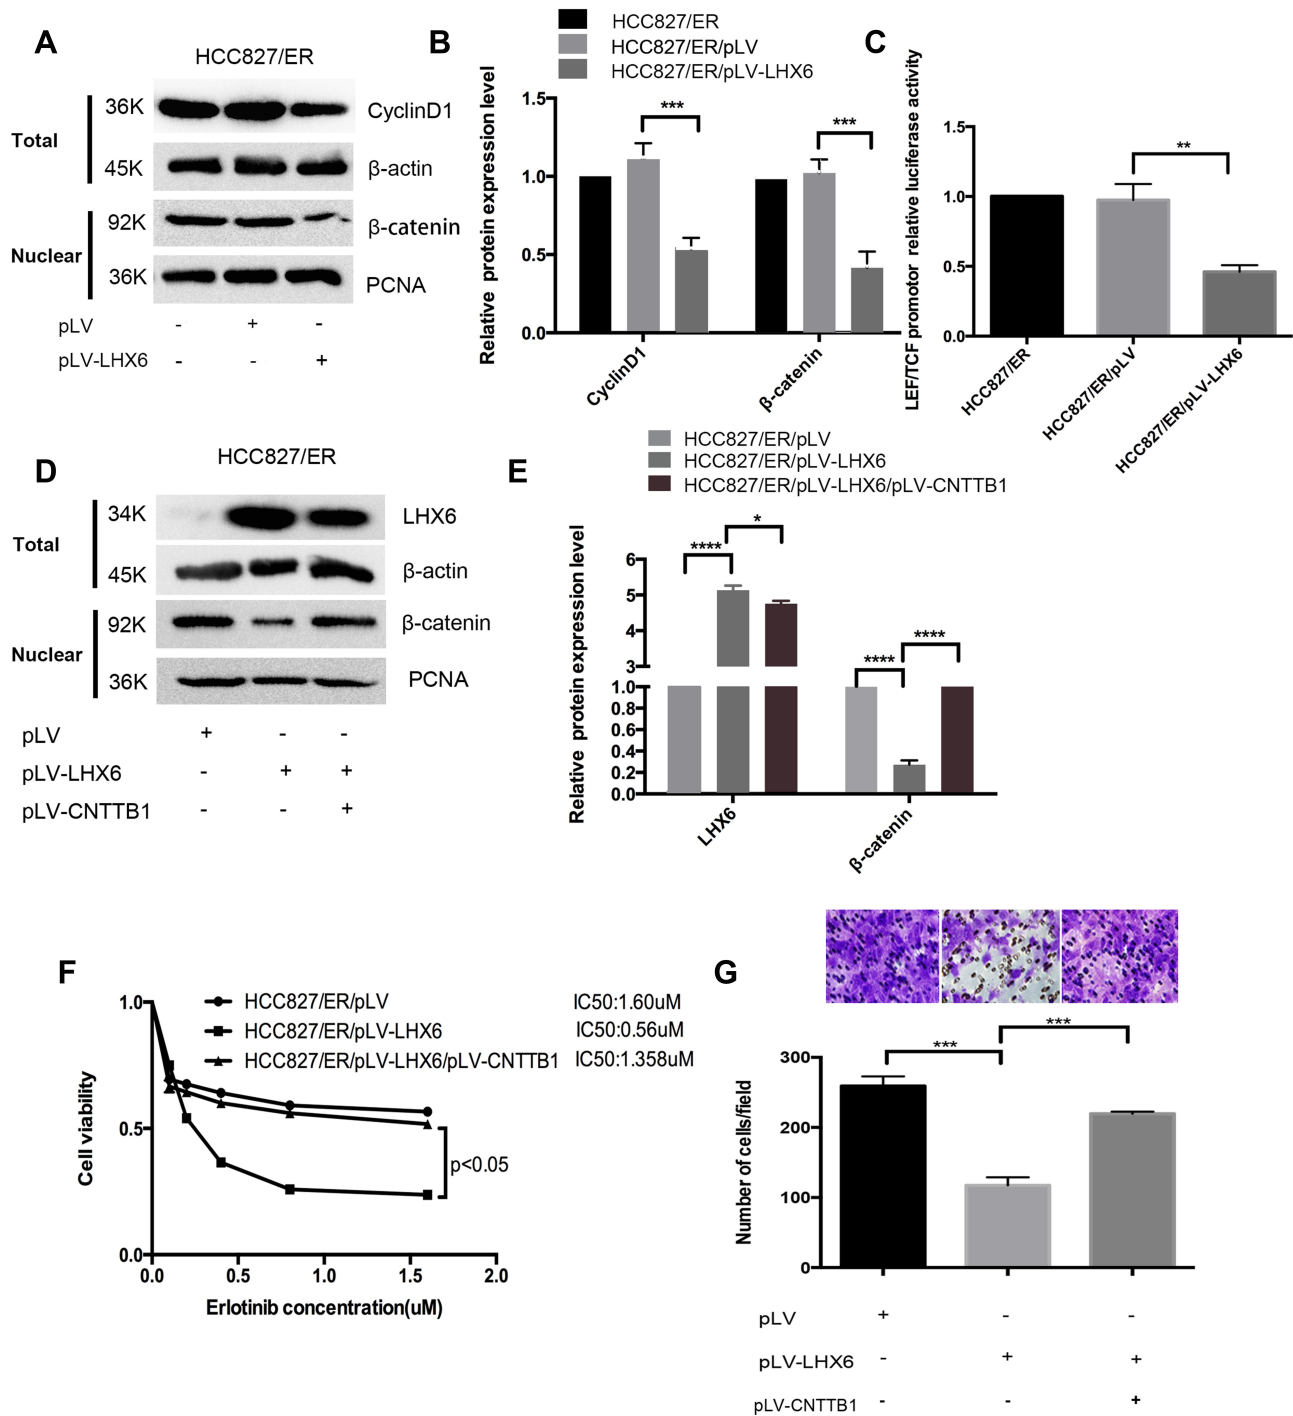 A
HCC827/ER
Total
36K
CyclinD1
45K
β-actin
Nuclear
92K
β-catenin
36K
PCNA
pLV - + -
pLV-LHX6 - - +
B
HCC827/ER
HCC827/ER/pLV
HCC827/ER/pLV-LHX6
Relative protein expression level
1.5
1.0
0.5
0.0
***
***
CyclinD1
β-catenin
C
LEF/TCF promotor relative luciferase activity
1.5
1.0
0.5
0.0
**
HCC827/ER
HCC827/ER/pLV
HCC827/ER/pLV-LHX6
D
HCC827/ER
Total
34K
LHX6
45K
β-actin
Nuclear
92K
β-catenin
36K
PCNA
pLV + - -
pLV-LHX6 - + +
pLV-CNTTB1 - - +
E
HCC827/ER/pLV
HCC827/ER/pLV-LHX6
HCC827/ER/pLV-LHX6/pLV-CNTTB1
Relative protein expression level
6
5
4
3
1.0
0.8
0.6
0.4
0.2
0.0
****
*
****
****
LHX6
β-catenin
F
HCC827/ER/pLV IC50:1.60uM
HCC827/ER/pLV-LHX6 IC50:0.56uM
HCC827/ER/pLV-LHX6/pLV-CNTTB1 IC50:1.358uM
Cell viability
1.0
0.5
0.0
p<0.05
0.0 0.5 1.0 1.5 2.0
Erlotinib concentration(uM)
G
***
***
Number of cells/field
300
200
100
0
pLV + - -
pLV-LHX6 - + +
pLV-CNTTB1 - - +